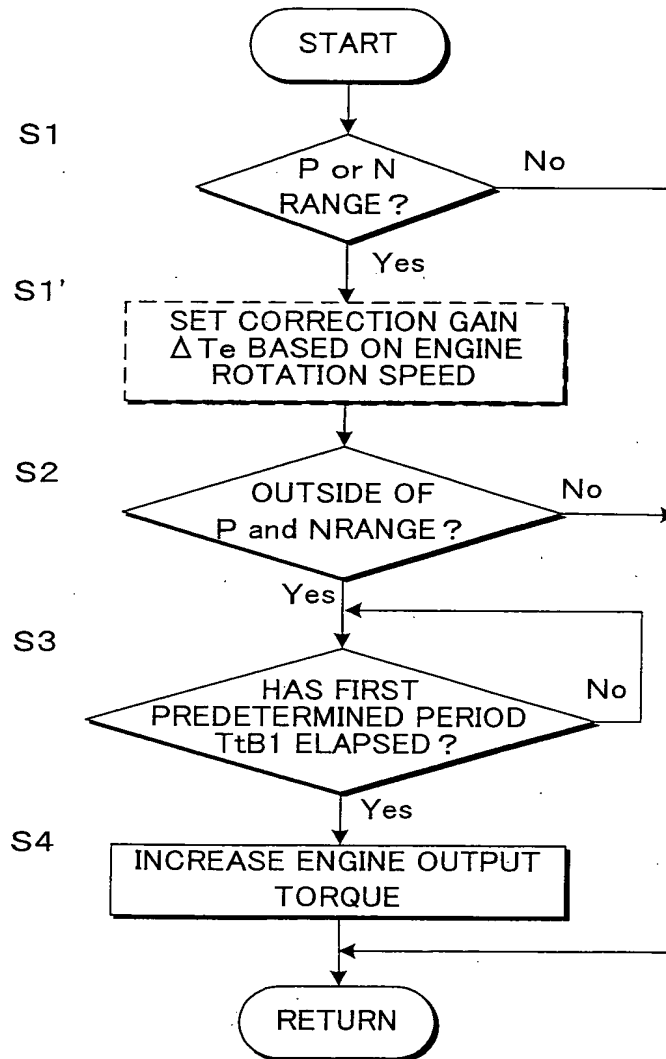 START
S1
P or N
RANGE?
No
Yes
S1'
SET CORRECTION GAIN
ΔTe BASED ON ENGINE
ROTATION SPEED
S2
OUTSIDE OF
P and NRANGE?
No
Yes
S3
HAS FIRST
PREDETERMINED PERIOD
TtB1 ELAPSED?
No
Yes
S4
INCREASE ENGINE OUTPUT
TORQUE
RETURN